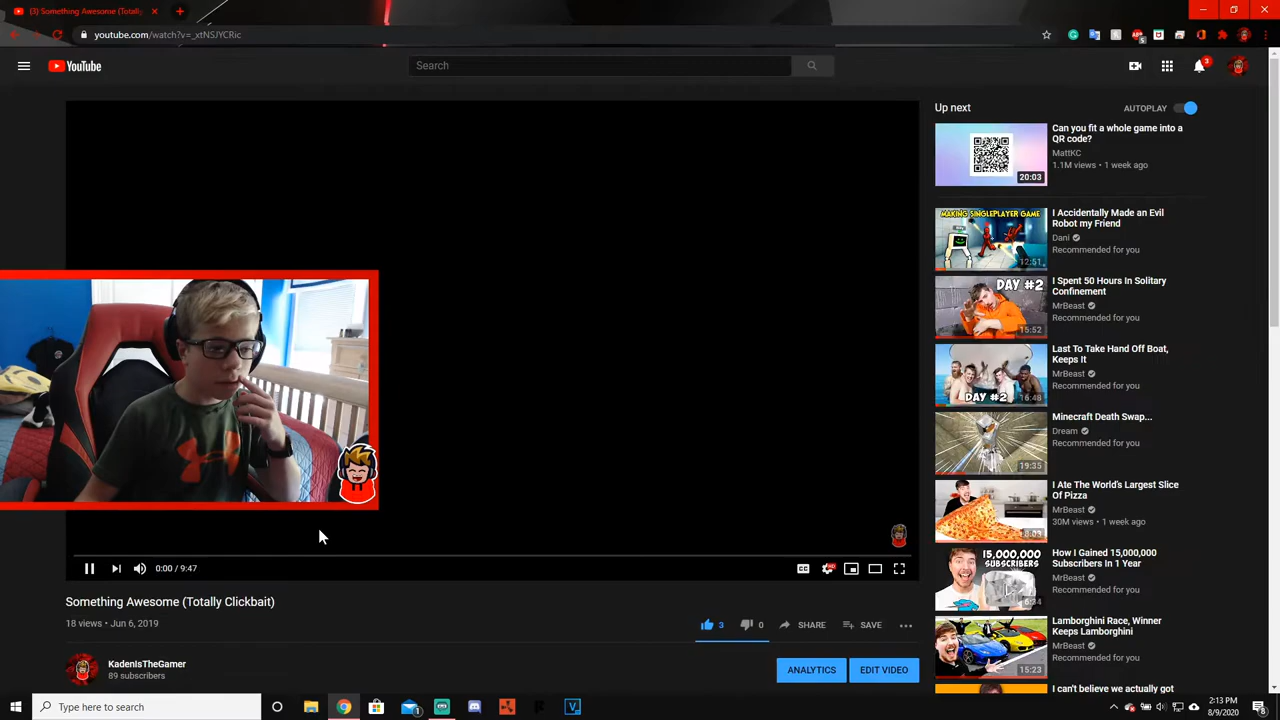 (3) Something Awesome (Totally
youtube.com/watch?v=_xtNSJYCRic
YouTube
Search
3
Up next
AUTOPLAY
20:03
Can you fit a whole game into a
QR code?
MattKC
1.1M views • 1 week ago
MAKING SINGLEPLAYER GAME
12:51
I Accidentally Made an Evil
Robot my Friend
Dani
Recommended for you
DAY #2
15:52
I Spent 50 Hours In Solitary
Confinement
MrBeast
Recommended for you
DAY #2
16:48
Last To Take Hand Off Boat,
Keeps It
MrBeast
Recommended for you
19:35
Minecraft Death Swap...
Dream
Recommended for you
8:03
I Ate The World's Largest Slice
Of Pizza
MrBeast
30M views • 1 week ago
15,000,000
SUBSCRIBERS
6:34
How I Gained 15,000,000
Subscribers In 1 Year
MrBeast
Recommended for you
15:23
Lamborghini Race, Winner
Keeps Lamborghini
MrBeast
Recommended for you
I can't believe we actually got
0:00 / 9:47
Something Awesome (Totally Clickbait)
18 views • Jun 6, 2019
3
0
SHARE
SAVE
KadenIsTheGamer
89 subscribers
ANALYTICS
EDIT VIDEO
Type here to search
2:13 PM
8/9/2020
8